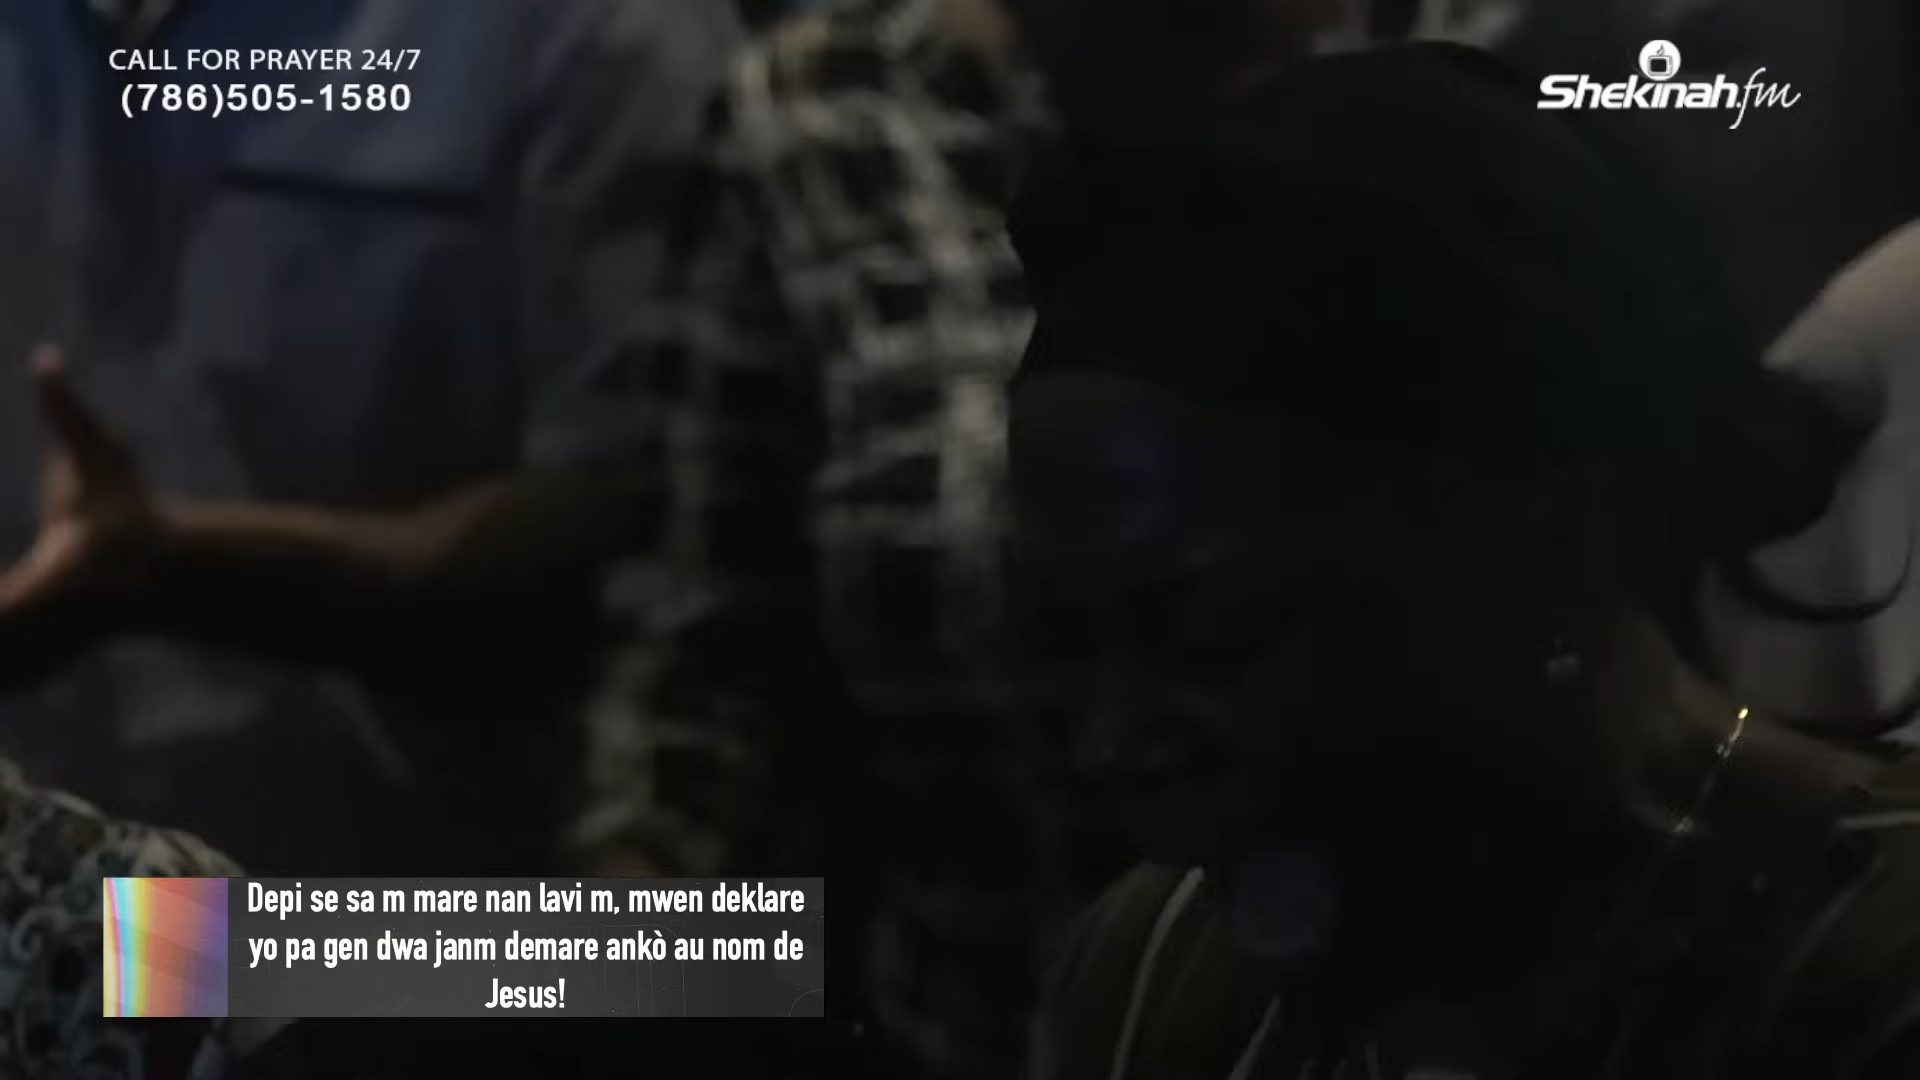 CALL FOR PRAYER 24/7
(786)505-1580
Shekinah.fm
Depi se sa m mare nan lavi m, mwen deklare
yo pa gen dwa janm demare ankò au nom de
Jesus!